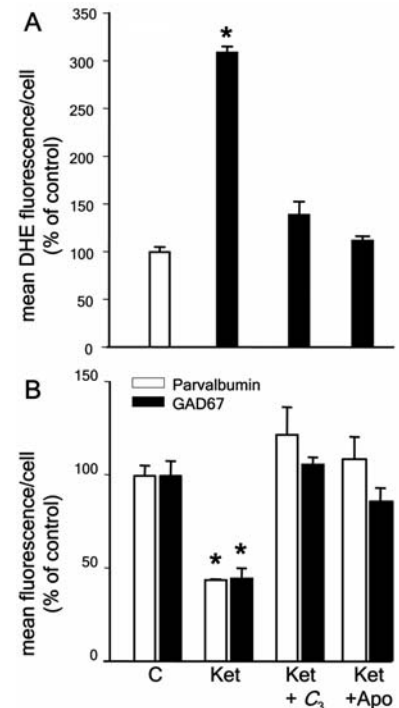 A
*
350
300
250
200
150
100
50
0
mean DHE fluorescence/cell
(% of control)
B
Parvalbumin
GAD67
150
100
50
0
* *
mean fluorescence/cell
(% of control)
C Ket Ket Ket
+ C₃ +Apo